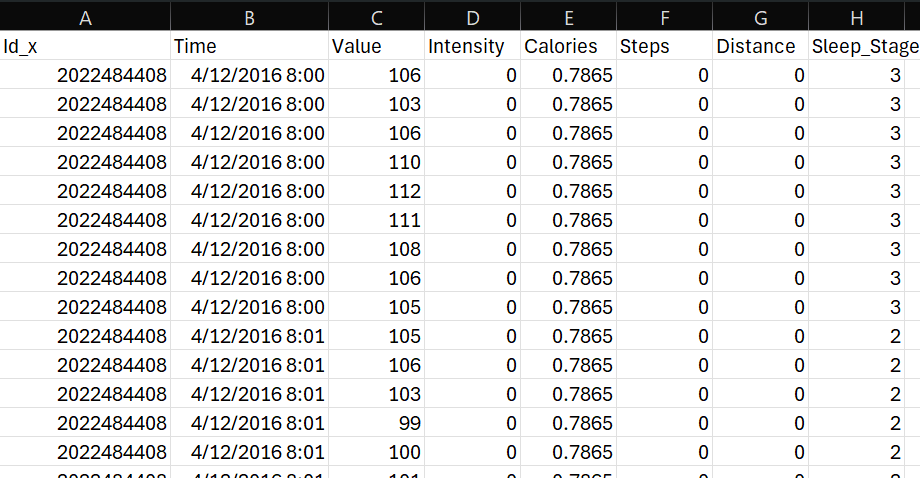 A B C D E F G H
Id_x Time Value Intensity Calories Steps Distance Sleep_Stage
2022484408 4/12/2016 8:00 106 0 0.7865 0 0 3
2022484408 4/12/2016 8:00 103 0 0.7865 0 0 3
2022484408 4/12/2016 8:00 106 0 0.7865 0 0 3
2022484408 4/12/2016 8:00 110 0 0.7865 0 0 3
2022484408 4/12/2016 8:00 112 0 0.7865 0 0 3
2022484408 4/12/2016 8:00 111 0 0.7865 0 0 3
2022484408 4/12/2016 8:00 108 0 0.7865 0 0 3
2022484408 4/12/2016 8:00 106 0 0.7865 0 0 3
2022484408 4/12/2016 8:00 105 0 0.7865 0 0 3
2022484408 4/12/2016 8:01 105 0 0.7865 0 0 2
2022484408 4/12/2016 8:01 106 0 0.7865 0 0 2
2022484408 4/12/2016 8:01 103 0 0.7865 0 0 2
2022484408 4/12/2016 8:01 99 0 0.7865 0 0 2
2022484408 4/12/2016 8:01 100 0 0.7865 0 0 2